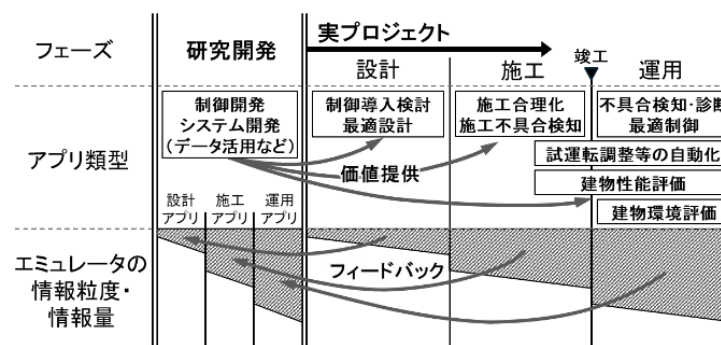 フェーズ
研究開発
実プロジェクト
設計
施工
竣工
運用
アプリ類型
制御開発
システム開発
(データ活用など)
制御導入検討
最適設計
施工合理化
施工不具合検知
不具合検知・診断
最適制御
試運転調整等の自動化
建物性能評価
建物環境評価
価値提供
設計
アプリ
施工
アプリ
運用
アプリ
エミュレータの
情報粒度・
情報量
フィードバック